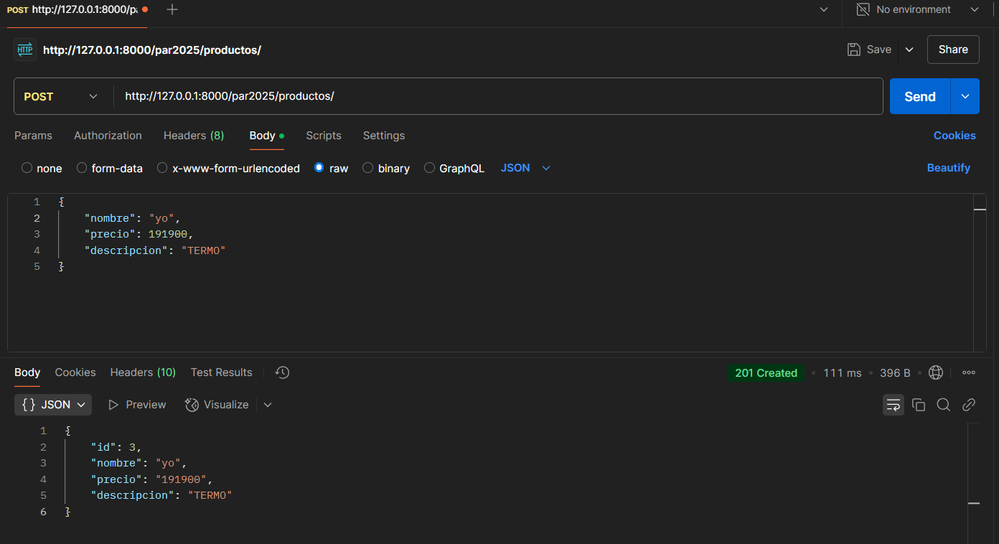 POST http://127.0.0.1:8000/pa
No environment
HTTP http://127.0.0.1:8000/par2025/productos/
Save
Share
POST http://127.0.0.1:8000/par2025/productos/
Send
Params Authorization Headers (8) Body Scripts Settings Cookies
none form-data x-www-form-urlencoded raw binary GraphQL JSON Beautify
1 {
2 "nombre": "yo",
3 "precio": 191900,
4 "descripcion": "TERMO"
5 }
Body Cookies Headers (10) Test Results 201 Created 111 ms 396 B
{} JSON Preview Visualize
1 {
2 "id": 3,
3 "nombre": "yo",
4 "precio": "191900",
5 "descripcion": "TERMO"
6 }